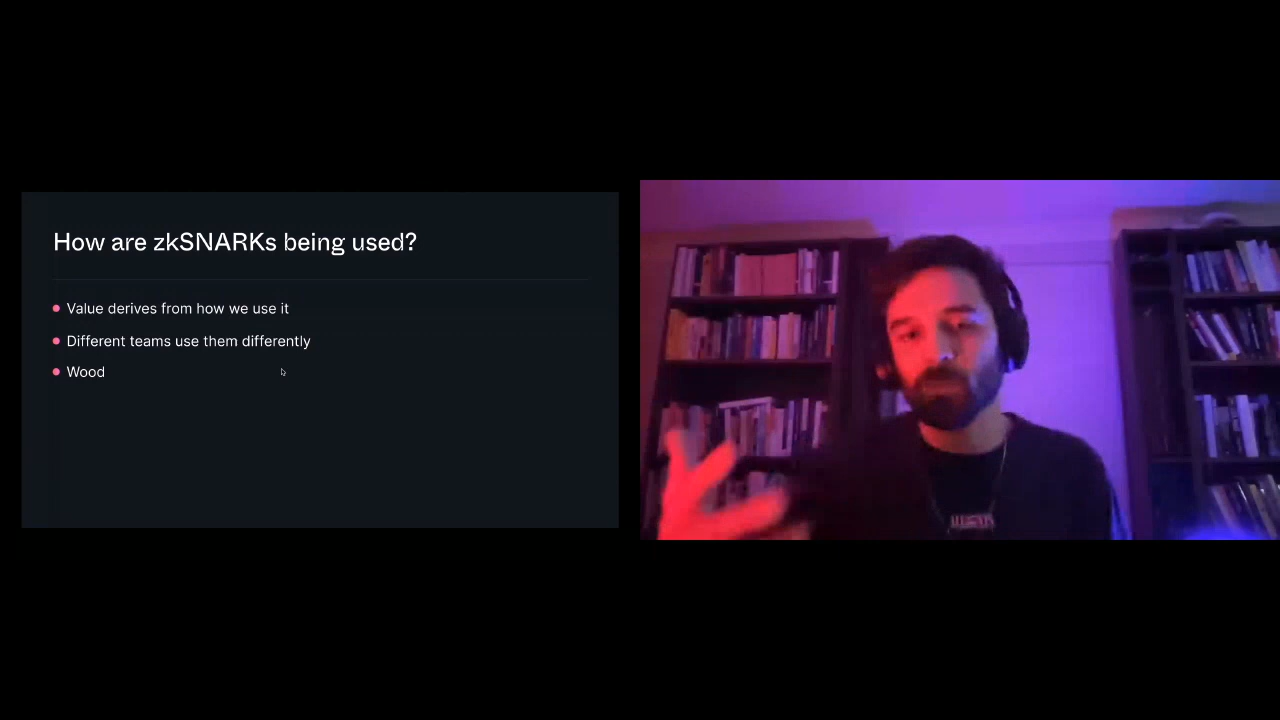 How are zkSNARKs being used?
Value derives from how we use it
Different teams use them differently
Wood